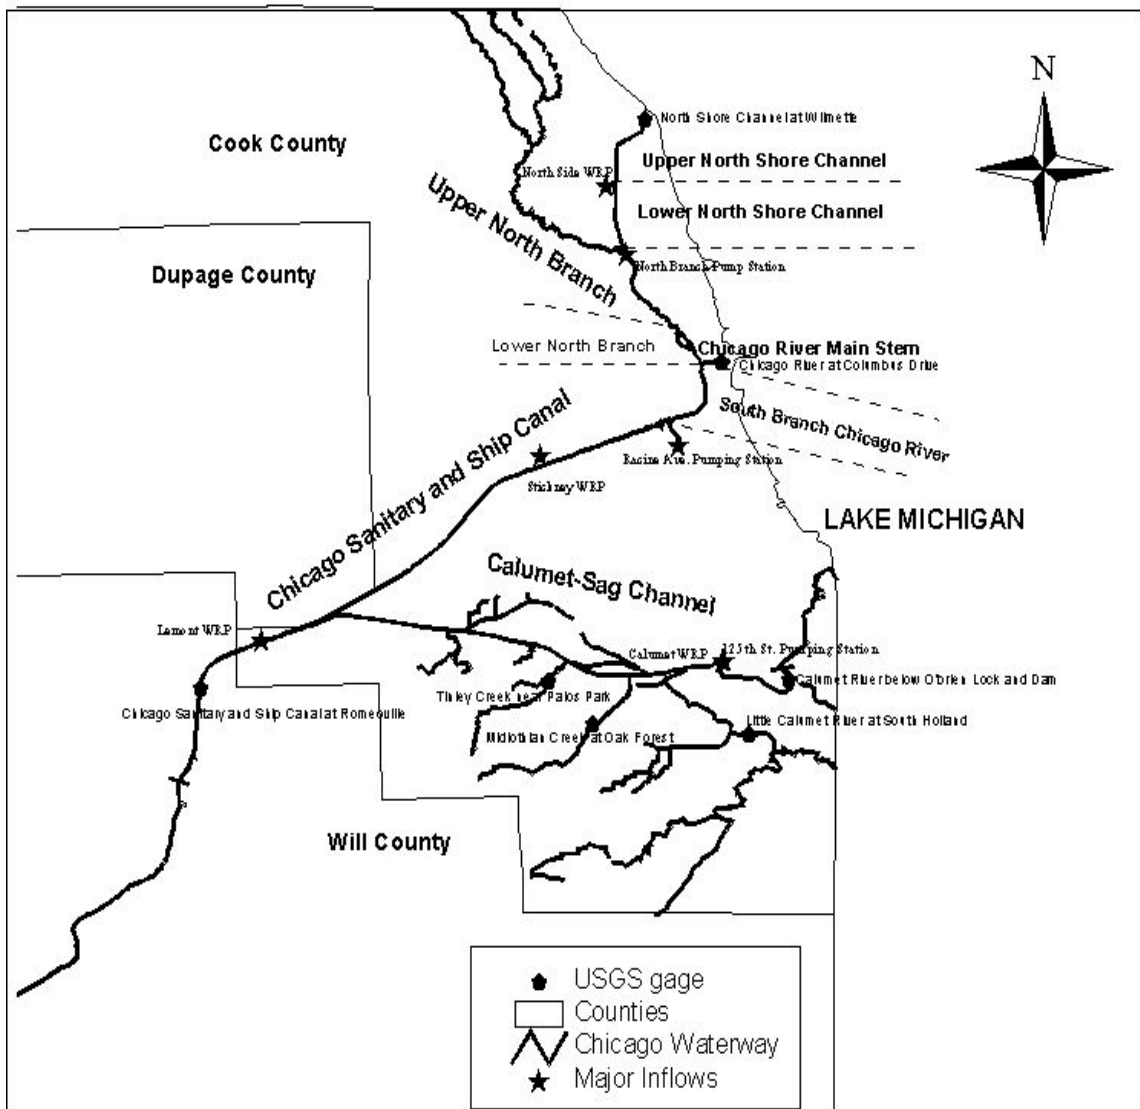 N
North Shore Channel at Wilmette
Cook County
Upper North Shore Channel
North Side WRP
Upper North Branch
Lower North Shore Channel
North Branch Pump Station
Dupage County
Lower North Branch
Chicago River Main Stem
Chicago River at Columbus Drive
South Branch Chicago River
Racine Ave. Pumping Station
Chicago Sanitary and Ship Canal
Stickney WRP
LAKE MICHIGAN
Calumet-Sag Channel
Lemont WRP
Calumet WRP
125th St. Pumping Station
Calumet River below O'brien Lock and Dam
Tinley Creek near Palos Park
Chicago Sanitary and Ship Canal at Romeoville
Little Calumet River at South Holland
Midlothian Creek at Oak Forest
Will County
USGS gage
Counties
Chicago Waterway
Major Inflows